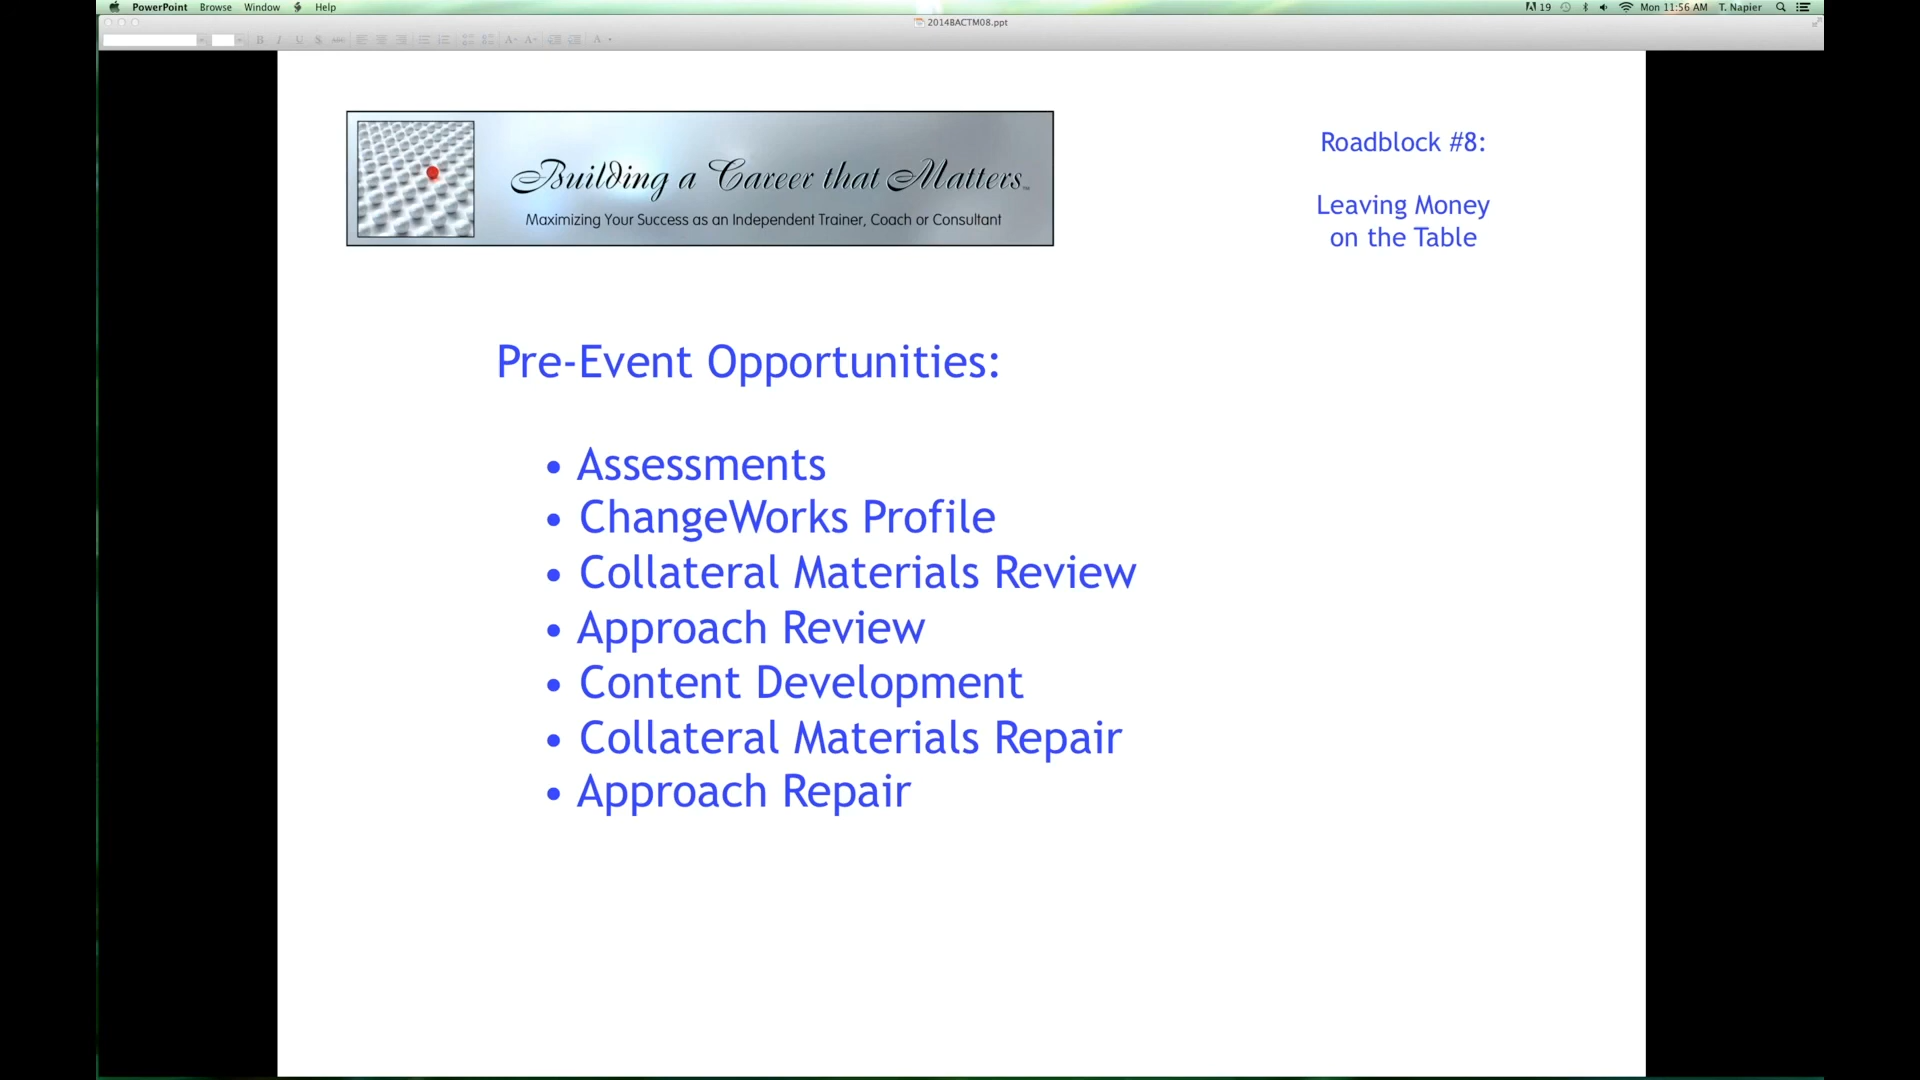 PowerPoint Browse Window Help
19 Mon 11:56 AM T. Napier
2014BACTM08.ppt
B I U S ABC A A A
Building a Career that Matters
Maximizing Your Success as an Independent Trainer, Coach or Consultant
Roadblock #8:
Leaving Money
on the Table
Pre-Event Opportunities:
• Assessments
• ChangeWorks Profile
• Collateral Materials Review
• Approach Review
• Content Development
• Collateral Materials Repair
• Approach Repair